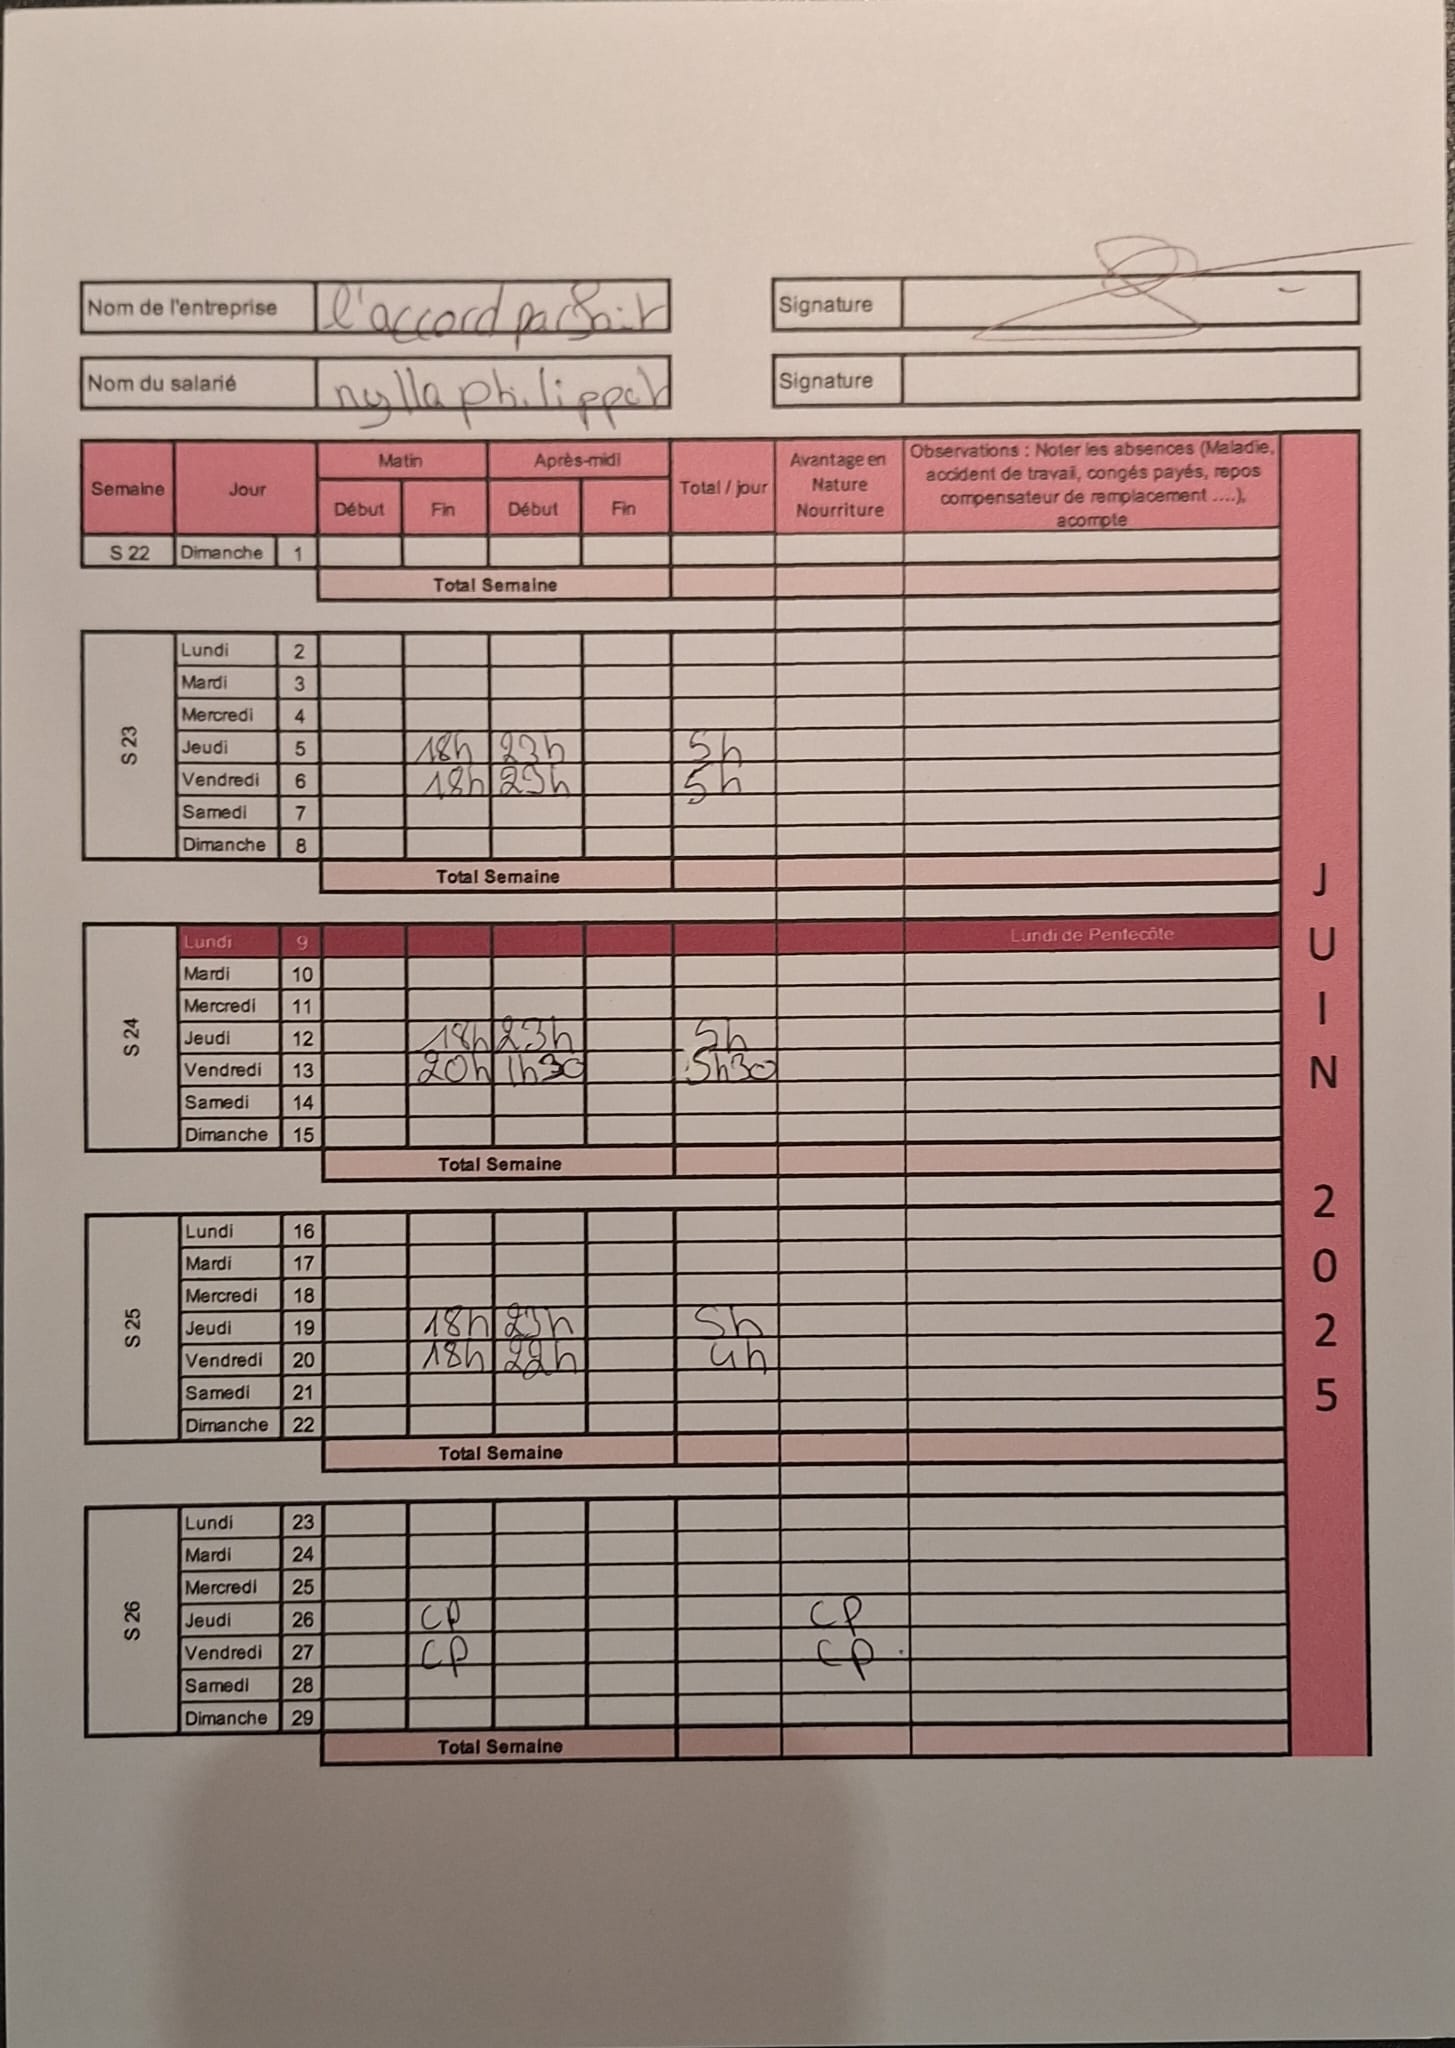 Nom de l'entreprise l'accord parfait Signature
Nom du salarié nylla philippot Signature
Semaine Jour Matin Après-midi Total / jour Avantage en Nature Nourriture Observations : Noter les absences (Maladie, accident de travail, congés payés, repos compensateur de remplacement ....), acompte
Début Fin Début Fin
S 22 Dimanche 1
Total Semaine
S 23
Lundi 2
Mardi 3
Mercredi 4
Jeudi 5 18h 23h 5h
Vendredi 6 18h 23h 5h
Samedi 7
Dimanche 8
Total Semaine
S 24
Lundi 9 Lundi de Pentecôte
Mardi 10
Mercredi 11
Jeudi 12 18h 23h 5h
Vendredi 13 20h 1h30 5h30
Samedi 14
Dimanche 15
Total Semaine
S 25
Lundi 16
Mardi 17
Mercredi 18
Jeudi 19 18h 23h 5h
Vendredi 20 18h 22h 4h
Samedi 21
Dimanche 22
Total Semaine
S 26
Lundi 23
Mardi 24
Mercredi 25
Jeudi 26 CP CP
Vendredi 27 CP CP
Samedi 28
Dimanche 29
Total Semaine
JUIN 2025